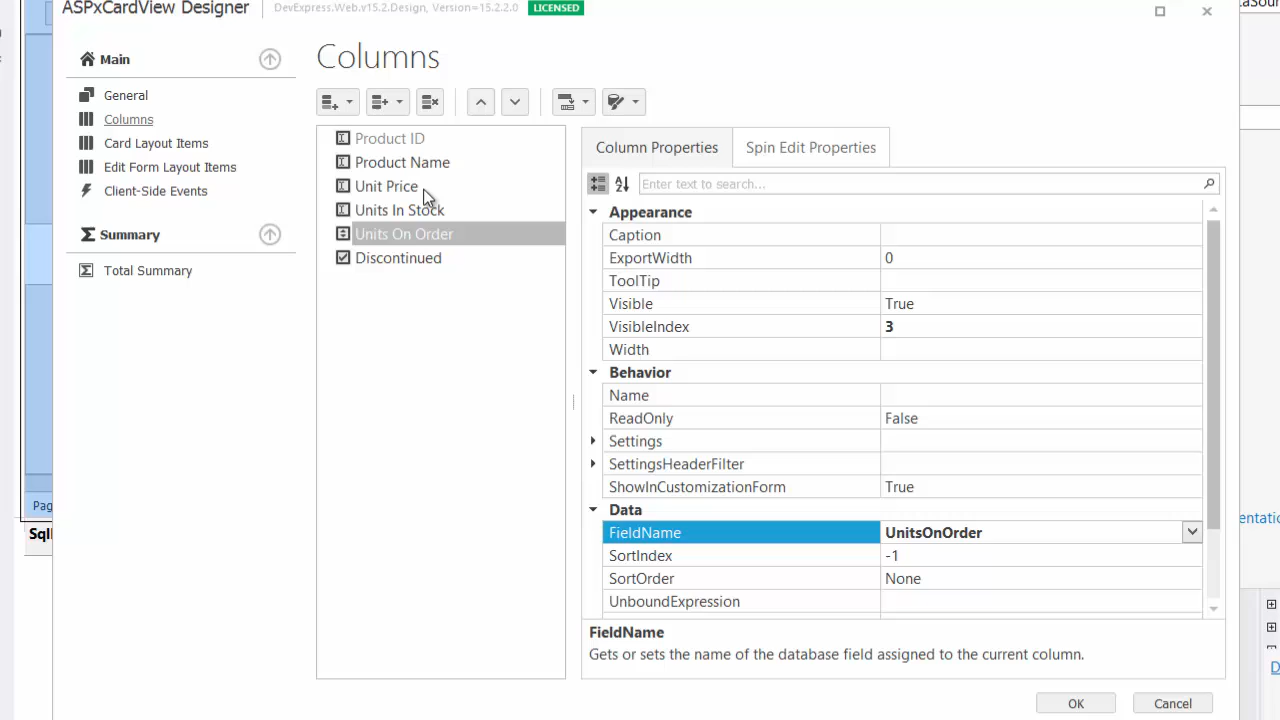 ASPxCardView Designer
DevExpress.Web.v15.2.Design, Version=15.2.2.0
LICENSED
Main
General
Columns
Card Layout Items
Edit Form Layout Items
Client-Side Events
Summary
Total Summary
Columns
Product ID
Product Name
Unit Price
Units In Stock
Units On Order
Discontinued
Column Properties
Spin Edit Properties
Enter text to search...
Appearance
Caption
ExportWidth 0
ToolTip
Visible True
VisibleIndex 3
Width
Behavior
Name
ReadOnly False
Settings
SettingsHeaderFilter
ShowInCustomizationForm True
Data
FieldName UnitsOnOrder
SortIndex -1
SortOrder None
UnboundExpression
FieldName
Gets or sets the name of the database field assigned to the current column.
OK
Cancel
Pag
Sql
entatic
D